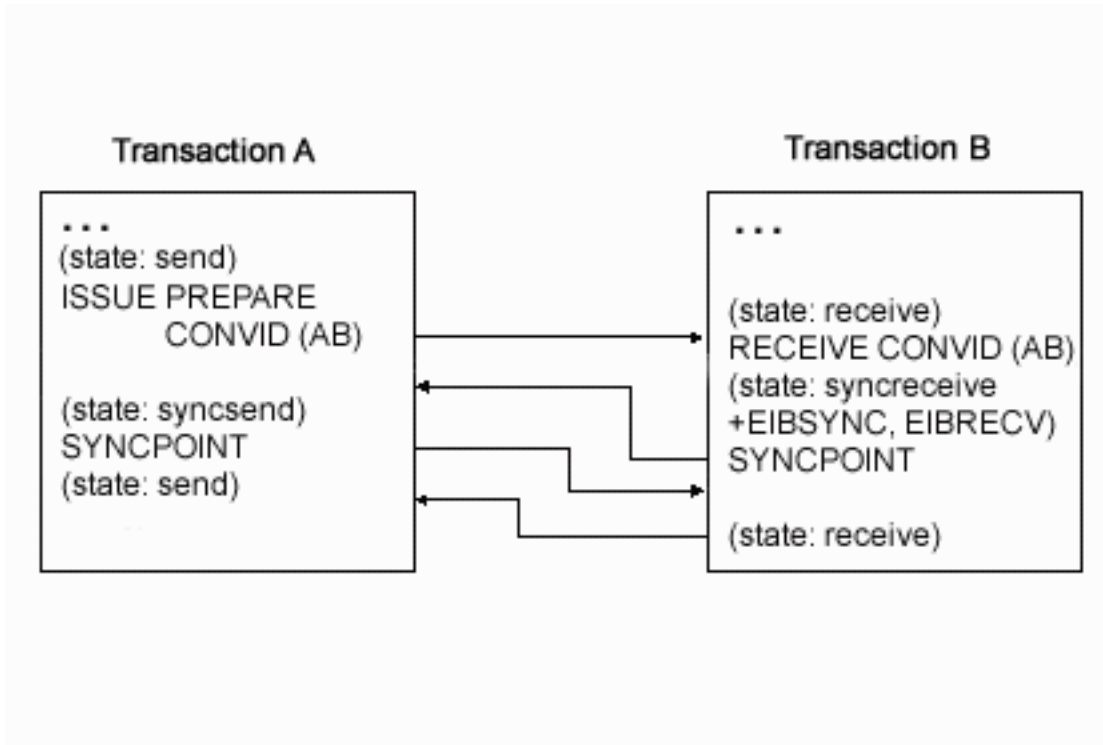 Transaction A
...
(state: send)
ISSUE PREPARE
CONVID (AB)
(state: syncsend)
SYNCPOINT
(state: send)
Transaction B
...
(state: receive)
RECEIVE CONVID (AB)
(state: syncreceive
+EIBSYNC, EIBRECV)
SYNCPOINT
(state: receive)